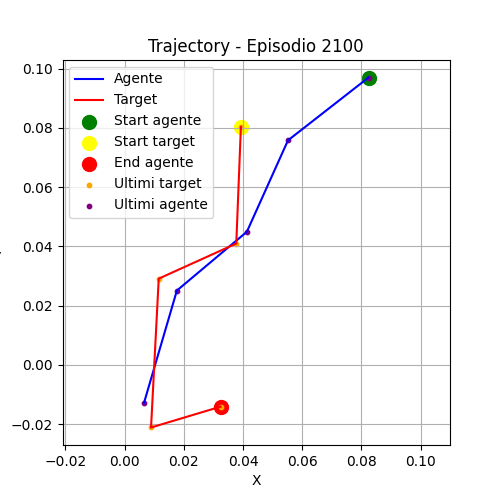 Trajectory - Episodio 2100
0.10
0.08
0.06
0.04
0.02
0.00
−0.02
Agente
Target
Start agente
Start target
End agente
Ultimi target
Ultimi agente
−0.02
0.00
0.02
0.04
0.06
0.08
0.10
X